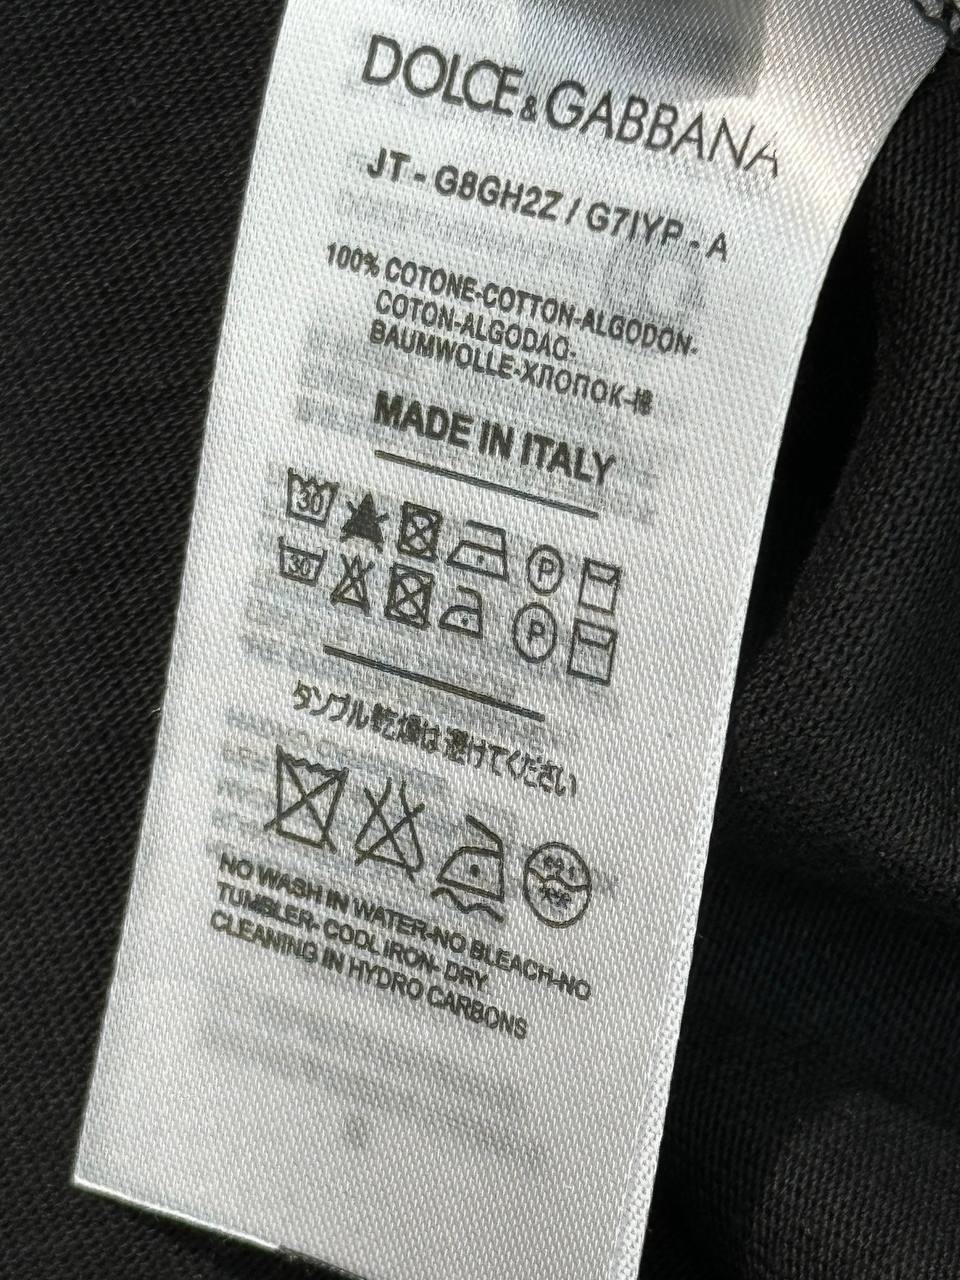 DOLCE&GABBANA
JT - G8GH2Z / G7IYP - A
100% COTONE-COTTON-ALGODON-
COTON-ALGODAO-
BAUMWOLLE-ХЛОПОК-棉
MADE IN ITALY
30
P
30
P
タンブル乾燥は避けてください
NO WASH IN WATER-NO BLEACH-NO
TUMBLER- COOL IRON- DRY
CLEANING IN HYDRO CARBONS